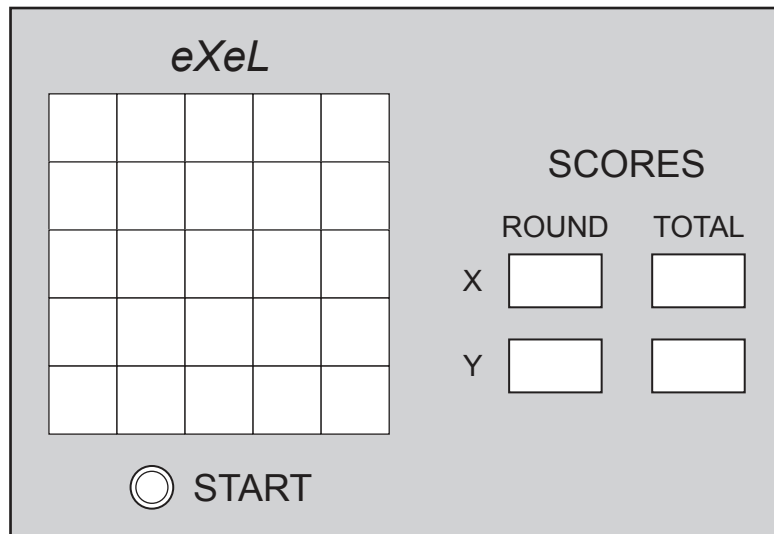 eXeL
SCORES
ROUND TOTAL
X
Y
START